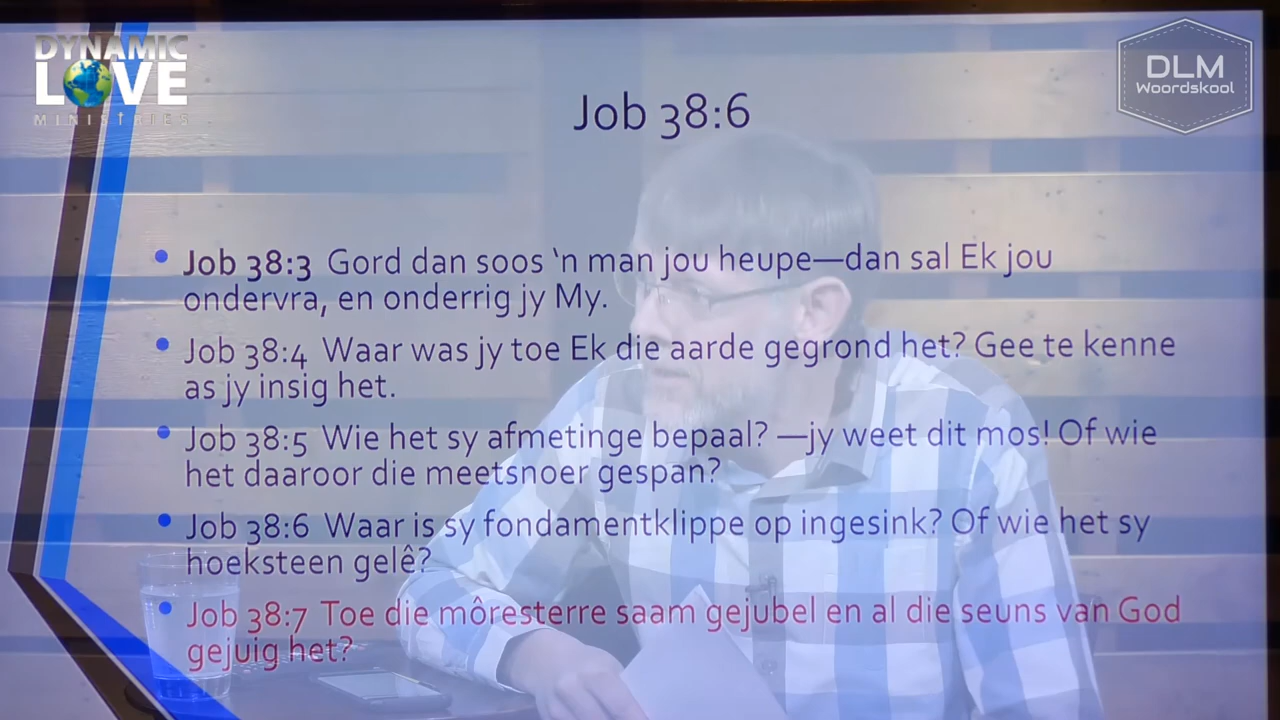 DYNAMIC
LOVE
MINISTRIES
DLM
Woordskool
Job 38:6
Job 38:3 Gord dan soos ‘n man jou heupe—dan sal Ek jou
ondervra, en onderrig jy My.
Job 38:4 Waar was jy toe Ek die aarde gegrond het? Gee te kenne
as jy insig het.
Job 38:5 Wie het sy afmetinge bepaal? —jy weet dit mos! Of wie
het daaroor die meetsnoer gespan?
Job 38:6 Waar is sy fondamentklippe op ingesink? Of wie het sy
hoeksteen gelê?
Job 38:7 Toe die môresterre saam gejubel en al die seuns van God
gejuig het?